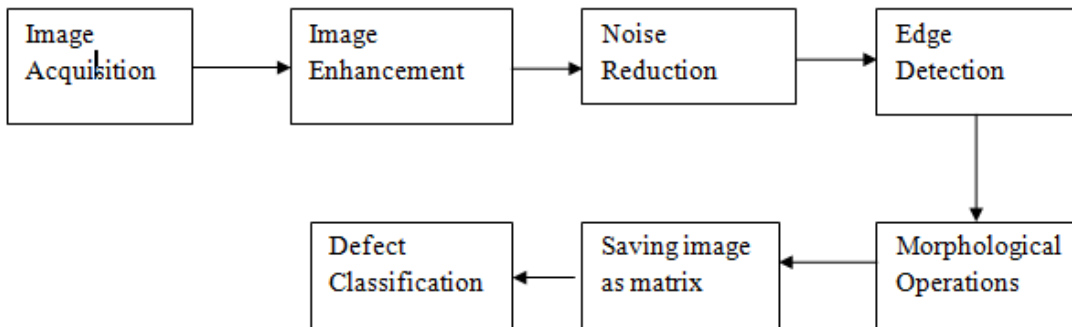 Image
Acquisition
Image
Enhancement
Noise
Reduction
Edge
Detection
Morphological
Operations
Saving image
as matrix
Defect
Classification